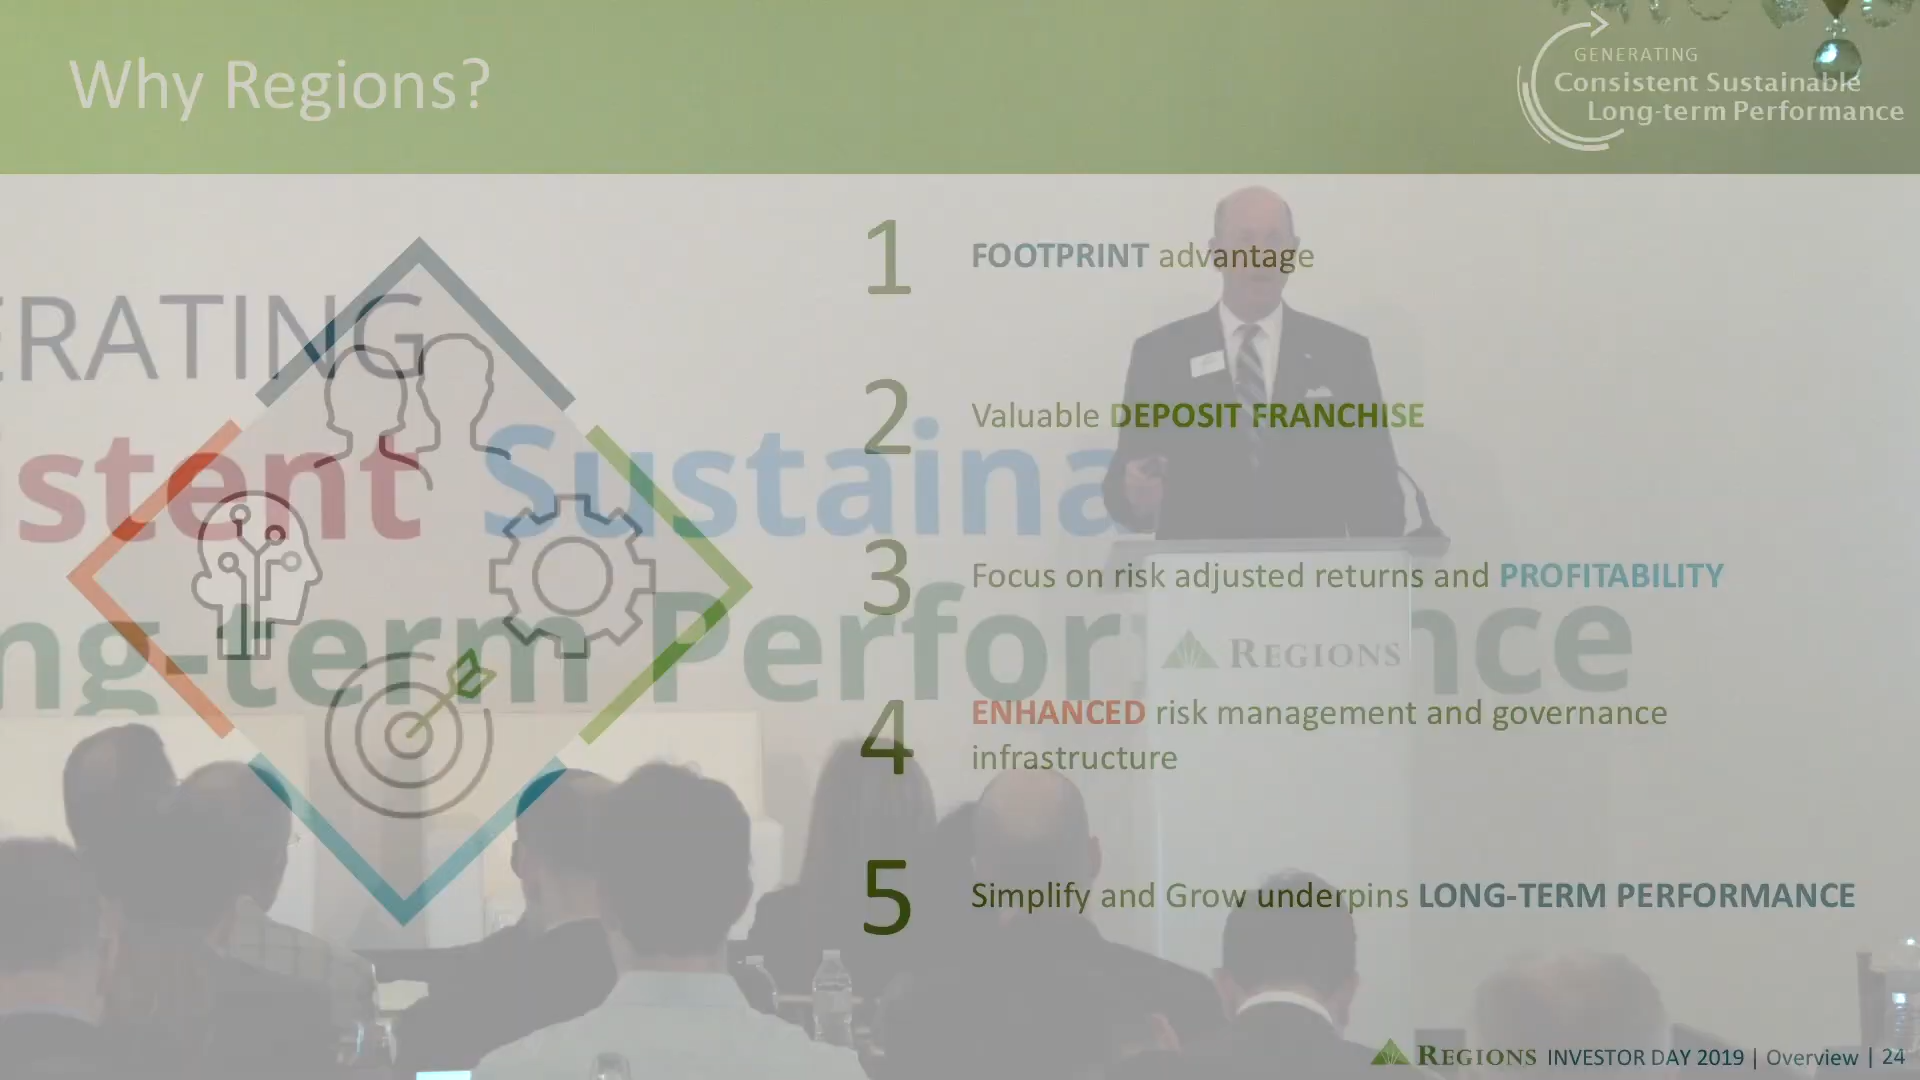 Why Regions?
GENERATING
Consistent Sustainable
Long-term Performance
1 FOOTPRINT advantage
2 Valuable DEPOSIT FRANCHISE
3 Focus on risk adjusted returns and PROFITABILITY
4 ENHANCED risk management and governance
infrastructure
5 Simplify and Grow underpins LONG-TERM PERFORMANCE
ERATING
istent Sustaina
ng-term Perfor nce
REGIONS
REGIONS INVESTOR DAY 2019 | Overview | 24